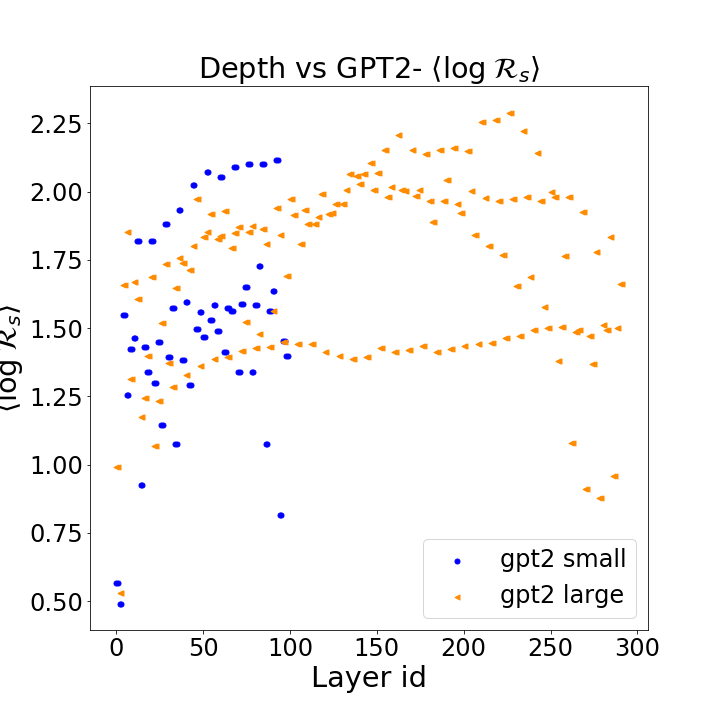 Depth vs GPT2- ⟨log ℛₛ⟩
⟨log ℛₛ⟩
2.25
2.00
1.75
1.50
1.25
1.00
0.75
0.50
gpt2 small
gpt2 large
0 50 100 150 200 250 300
Layer id